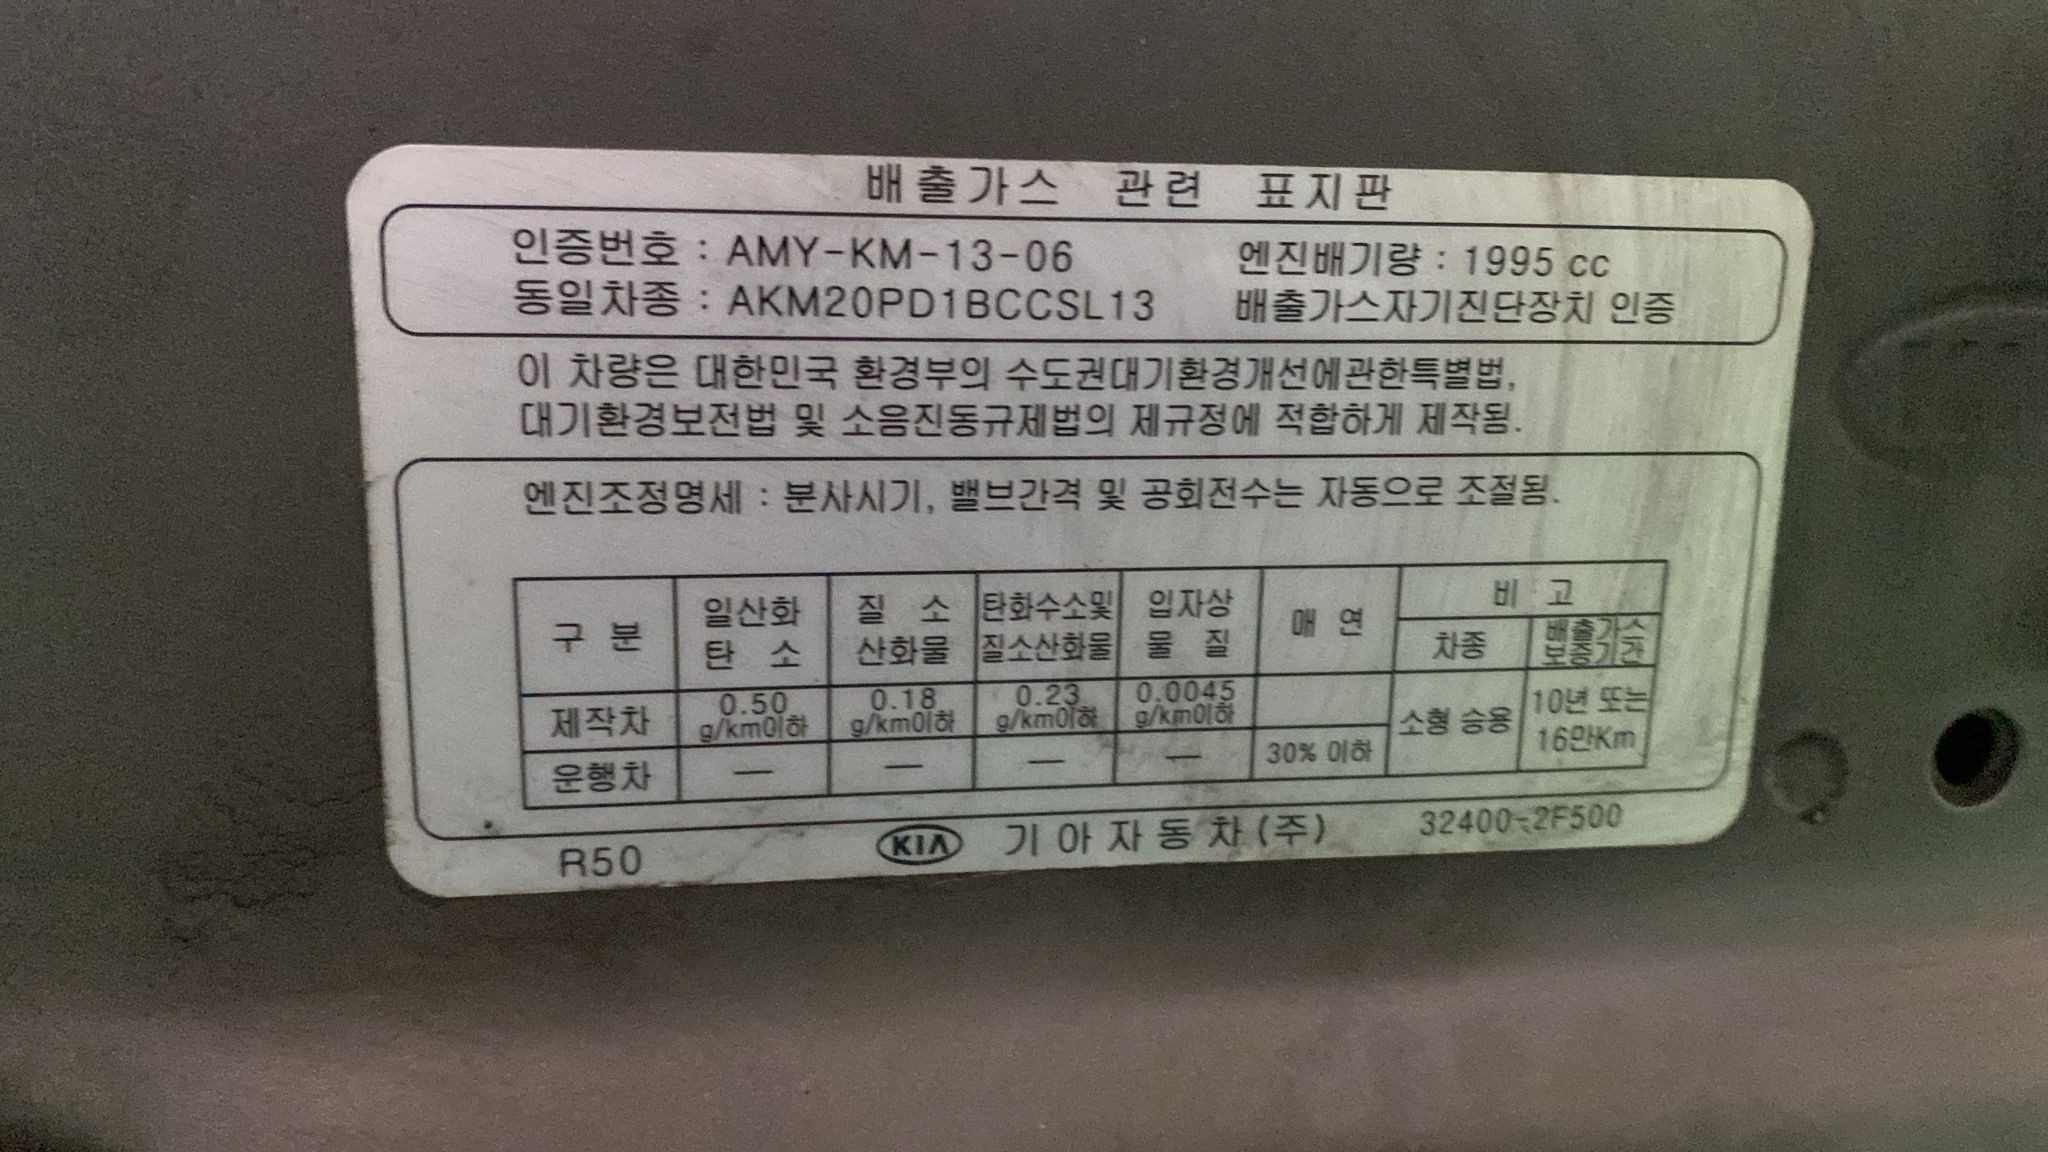 배출가스 관련 표지판
인증번호 : AMY-KM-13-06 엔진배기량 : 1995 cc
동일차종 : AKM20PD1BCCSL13 배출가스자기진단장치 인증
이 차량은 대한민국 환경부의 수도권대기환경개선에관한특별법,
대기환경보전법 및 소음진동규제법의 제규정에 적합하게 제작됨.
엔진조정명세 : 분사시기, 밸브간격 및 공회전수는 자동으로 조절됨.
구 분 일산화 탄 소 질 소 산화물 탄화수소및 질소산화물 입자상 물 질 매 연 비 고
차종 배출가스 보증기간
제작차 0.50 g/km이하 0.18 g/km이하 0.23 g/km이하 0.0045 g/km이하 소형 승용 10년 또는 16만Km
운행차 — — — — 30% 이하
R50 KIA 기아자동차(주) 32400-2F500